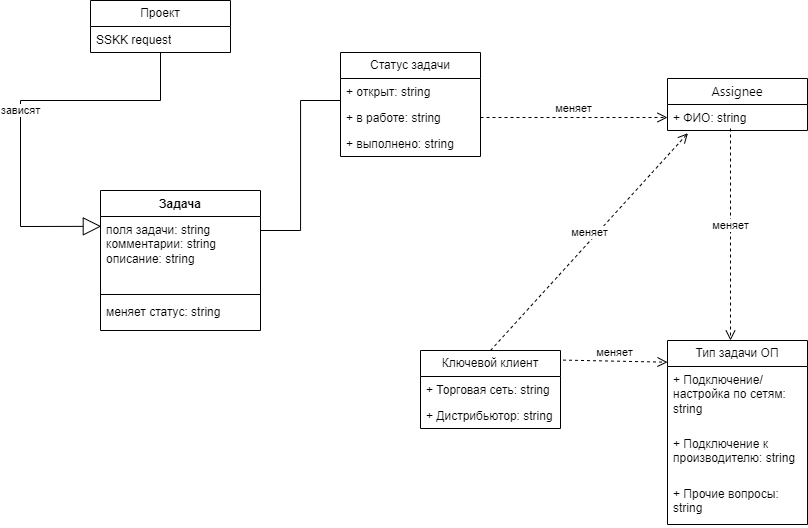 Проект
SSKK request
зависят
Статус задачи
+ открыт: string
+ в работе: string
+ выполнено: string
меняет
Assignee
+ ФИО: string
Задача
поля задачи: string
комментарии: string
описание: string
меняет статус: string
меняет
меняет
Ключевой клиент
+ Торговая сеть: string
+ Дистрибьютор: string
меняет
Тип задачи ОП
+ Подключение/
настройка по сетям:
string
+ Подключение к
производителю: string
+ Прочие вопросы:
string